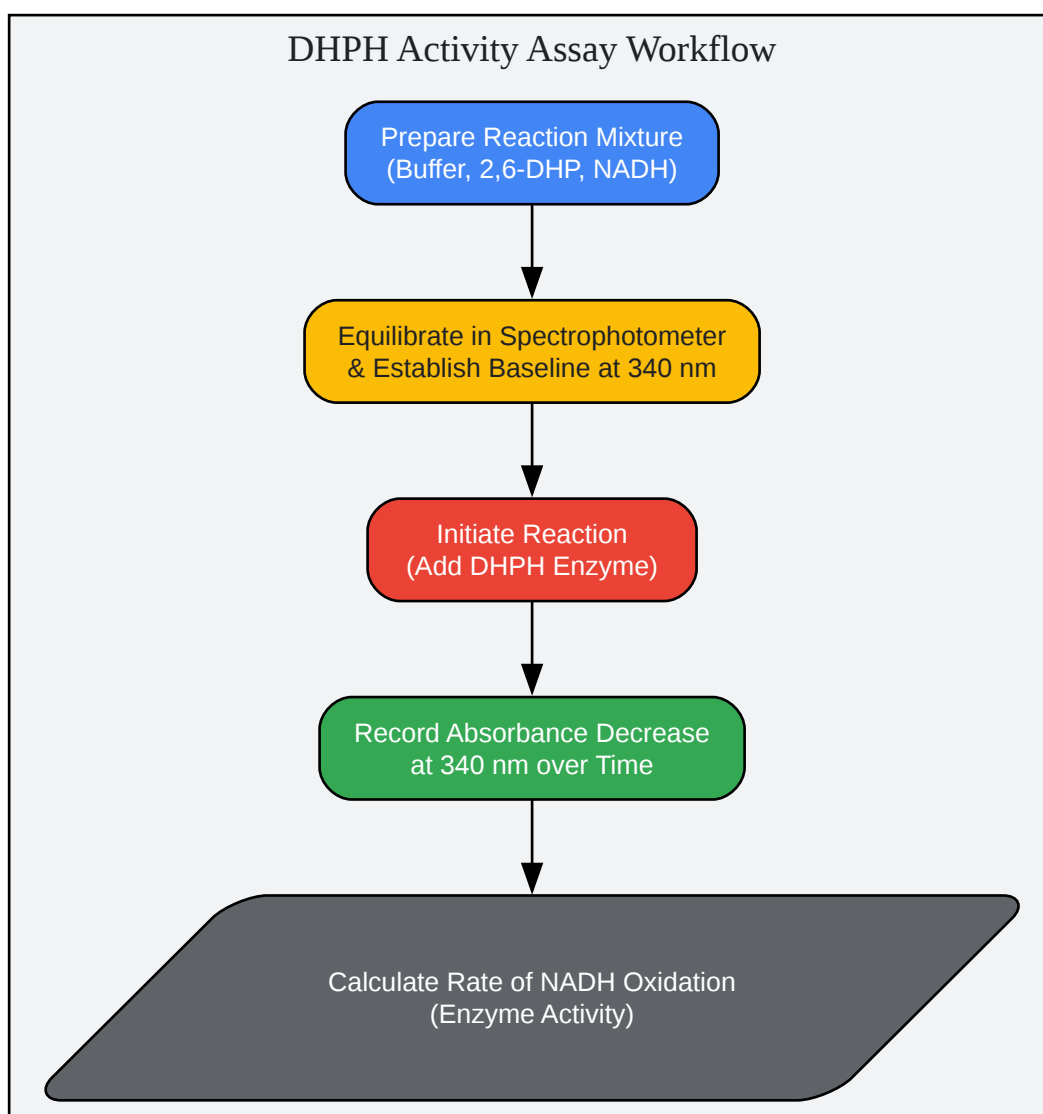 DHPH Activity Assay Workflow
Prepare Reaction Mixture
(Buffer, 2,6-DHP, NADH)
Equilibrate in Spectrophotometer
& Establish Baseline at 340 nm
Initiate Reaction
(Add DHPH Enzyme)
Record Absorbance Decrease
at 340 nm over Time
Calculate Rate of NADH Oxidation
(Enzyme Activity)